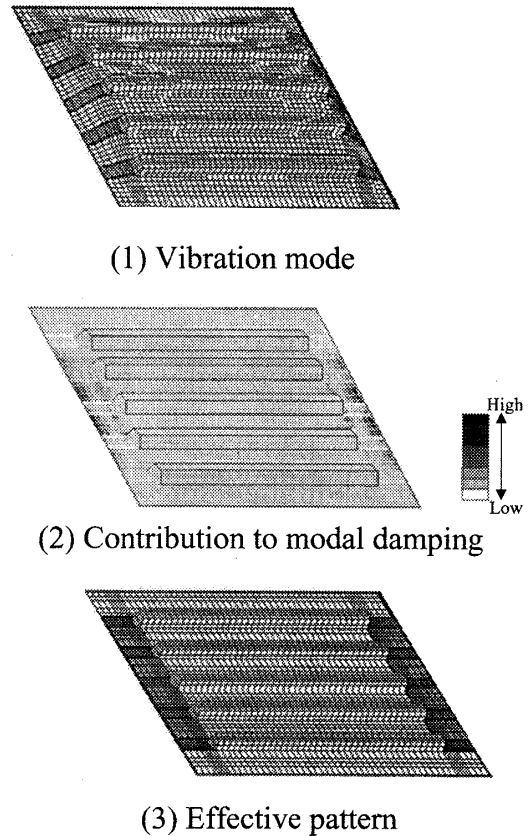 (1) Vibration mode
High
Low
(2) Contribution to modal damping
(3) Effective pattern